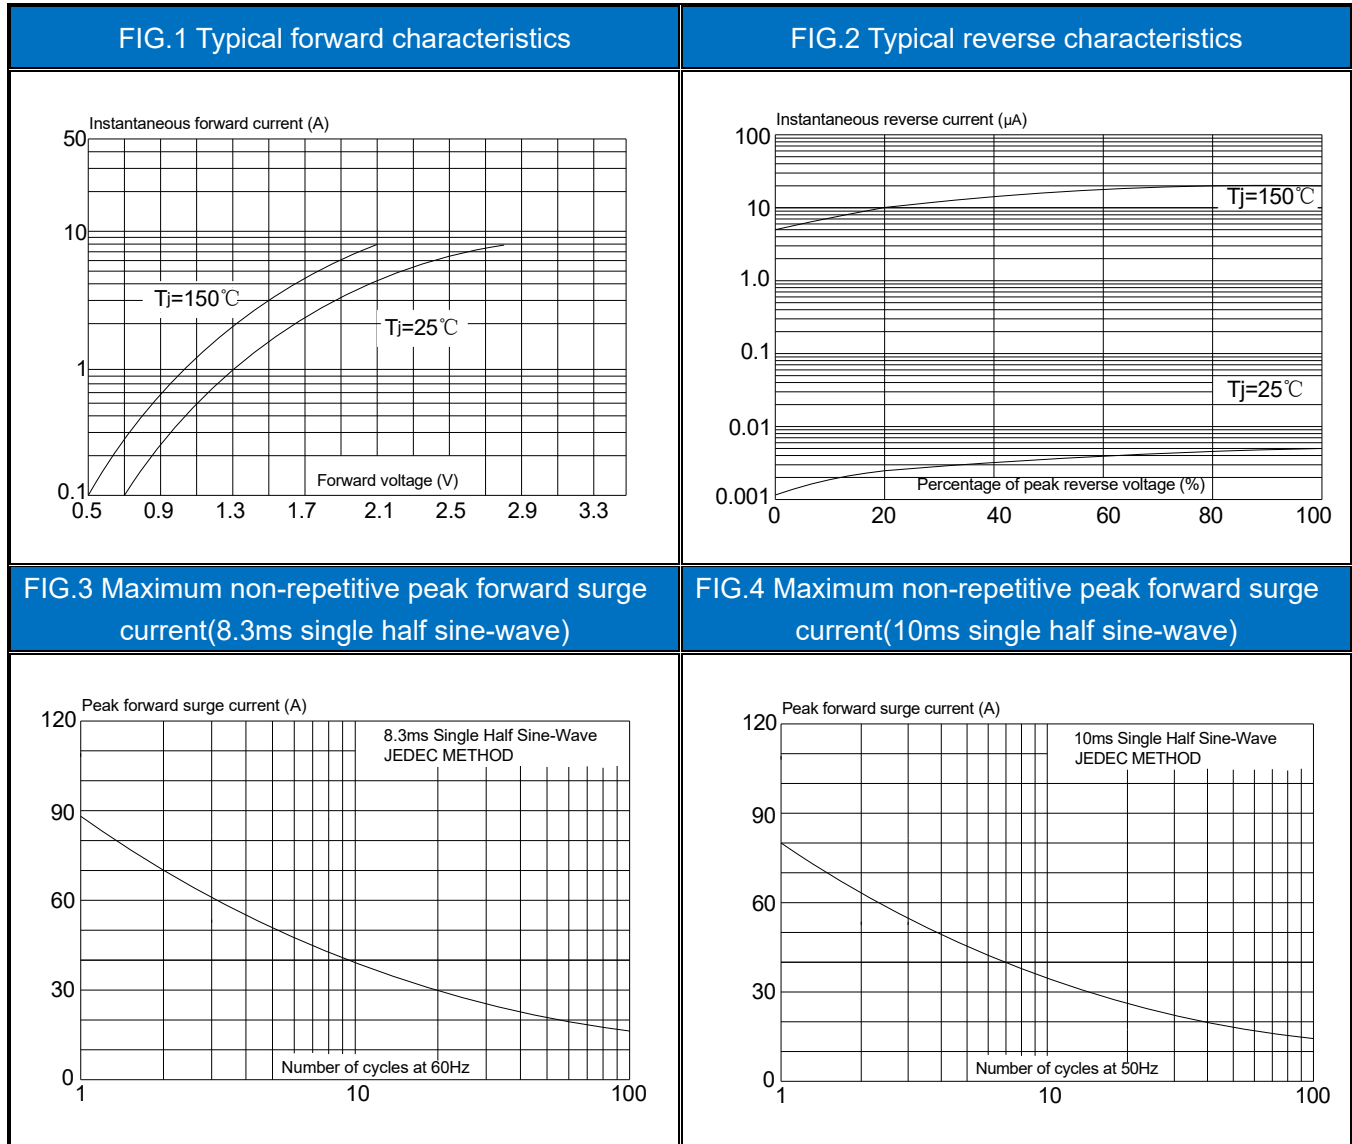 FIG.1 Typical forward characteristics
FIG.2 Typical reverse characteristics
Instantaneous forward current (A)
50
10
1
0.1
Tj=150℃
Tj=25℃
Forward voltage (V)
0.5 0.9 1.3 1.7 2.1 2.5 2.9 3.3
Instantaneous reverse current (μA)
100
10
1.0
0.1
0.01
0.001
Tj=150℃
Tj=25℃
Percentage of peak reverse voltage (%)
0 20 40 60 80 100
FIG.3 Maximum non-repetitive peak forward surge
current(8.3ms single half sine-wave)
FIG.4 Maximum non-repetitive peak forward surge
current(10ms single half sine-wave)
Peak forward surge current (A)
120
90
60
30
0
8.3ms Single Half Sine-Wave
JEDEC METHOD
Number of cycles at 60Hz
1 10 100
Peak forward surge current (A)
120
90
60
30
0
10ms Single Half Sine-Wave
JEDEC METHOD
Number of cycles at 50Hz
1 10 100